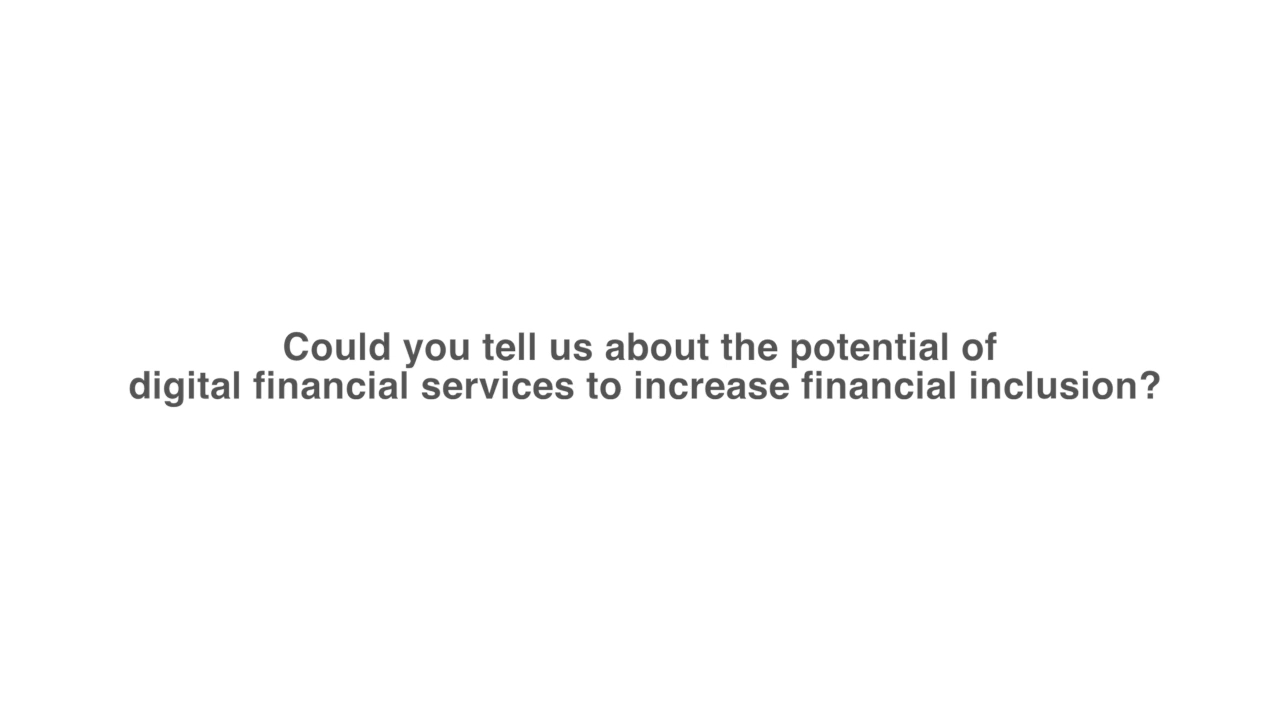 Could you tell us about the potential of
digital financial services to increase financial inclusion?